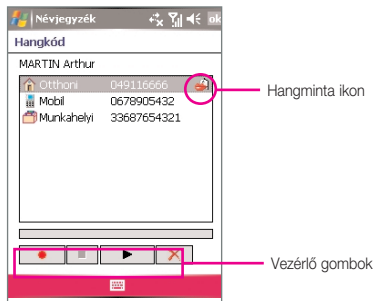 Névjegyzék ok
Hangkód
MARTIN Arthur
Otthoni 049116666
Mobil 0678905432
Munkahelyi 33687654321
Hangminta ikon
Vezérlő gombok